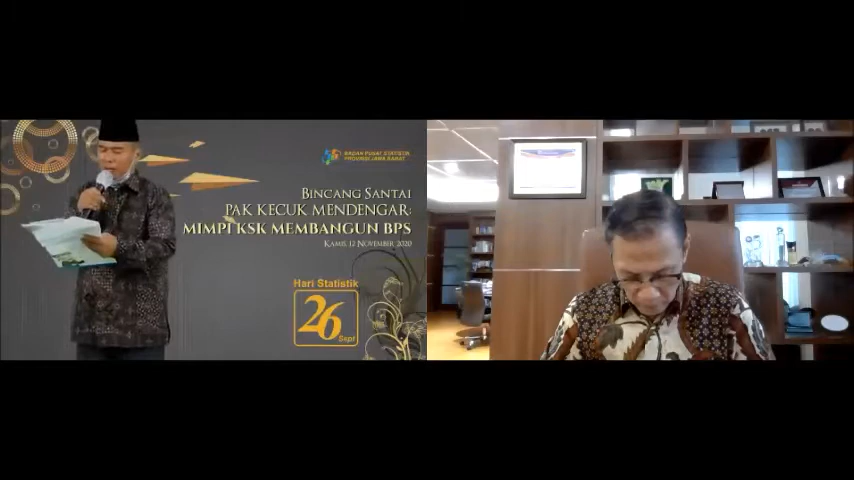 BADAN PUSAT STATISTIK
PROVINSI JAWA BARAT
BINCANG SANTAI
PAK KECUK MENDENGAR:
MIMPI KSK MEMBANGUN BPS
KAMIS, 12 NOVEMBER 2020
Hari Statistik
26
Sept